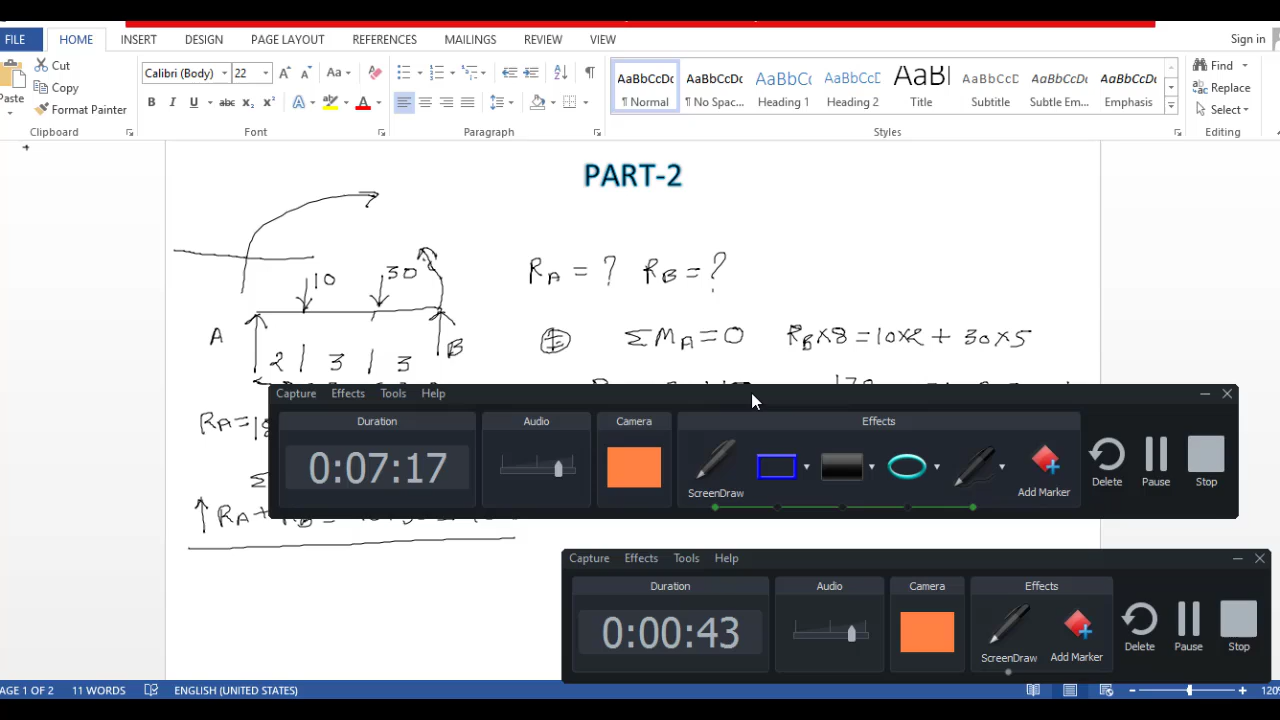 FILE HOME INSERT DESIGN PAGE LAYOUT REFERENCES MAILINGS REVIEW VIEW Sign in
Cut
Copy
Format Painter
Paste
Clipboard
Calibri (Body) 22
Font
Paragraph
AaBbCcDc AaBbCcDc AaBbCc AaBbCcD AaBl AaBbCcD AaBbCcDc AaBbCcDc
¶ Normal ¶ No Spac... Heading 1 Heading 2 Title Subtitle Subtle Em... Emphasis
Styles
Find
Replace
Select
Editing
PART-2
10 30
A B
2 3 3
RA = ? RB = ?
ΣMA = 0 RB×8 = 10×2 + 30×5
RA=
Capture Effects Tools Help
Duration Audio Camera Effects
0:07:17
ScreenDraw Add Marker Delete Pause Stop
Capture Effects Tools Help
Duration Audio Camera Effects
0:00:43
ScreenDraw Add Marker Delete Pause Stop
PAGE 1 OF 2 11 WORDS ENGLISH (UNITED STATES) 120%